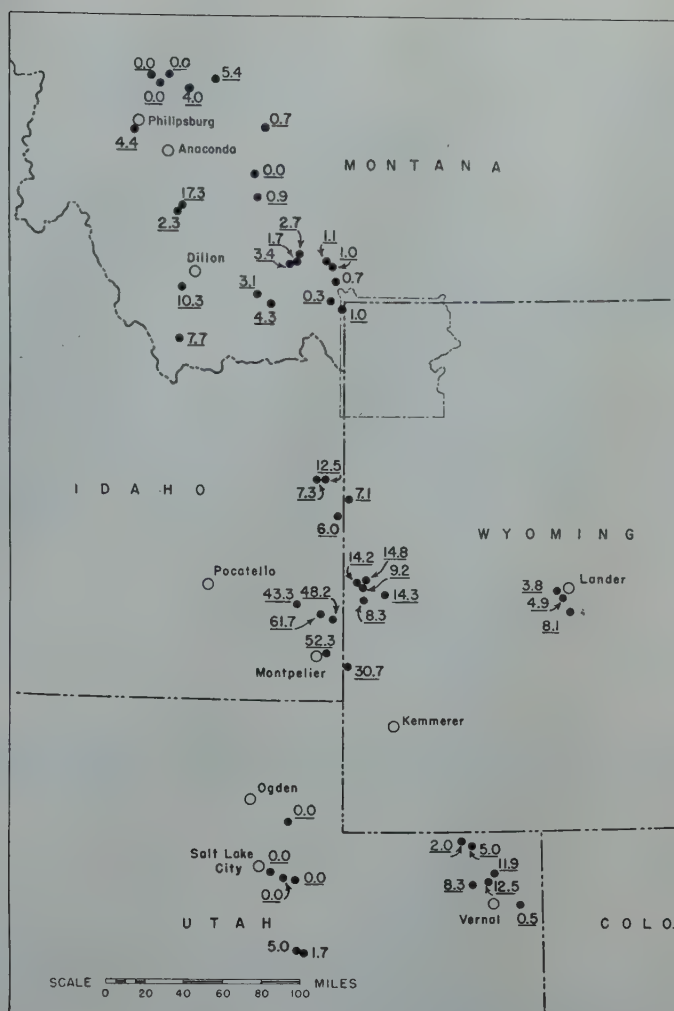 0.0 0.0 5.4
0.0 4.0
Philipsburg 0.7
4.4 Anaconda
0.0 MONTANA
17.3 0.9
2.3
2.7
1.7 1.1
3.4 1.0
Dillon 0.7
10.3 3.1 0.3
4.3 1.0
7.7
12.5
IDAHO 7.3 7.1
6.0
WYOMING
14.2 14.8
Pocatello 9.2 3.8 Lander
43.3 48.2 14.3 4.9
61.7 8.3 8.1
52.3
Montpelier 30.7
Kemmerer
Ogden
0.0
Salt Lake 0.0 2.0 5.0
City 0.0 11.9
0.0 8.3 12.5
Vernal 0.5
UTAH COLO.
5.0 1.7
SCALE MILES
0 20 40 60 80 100